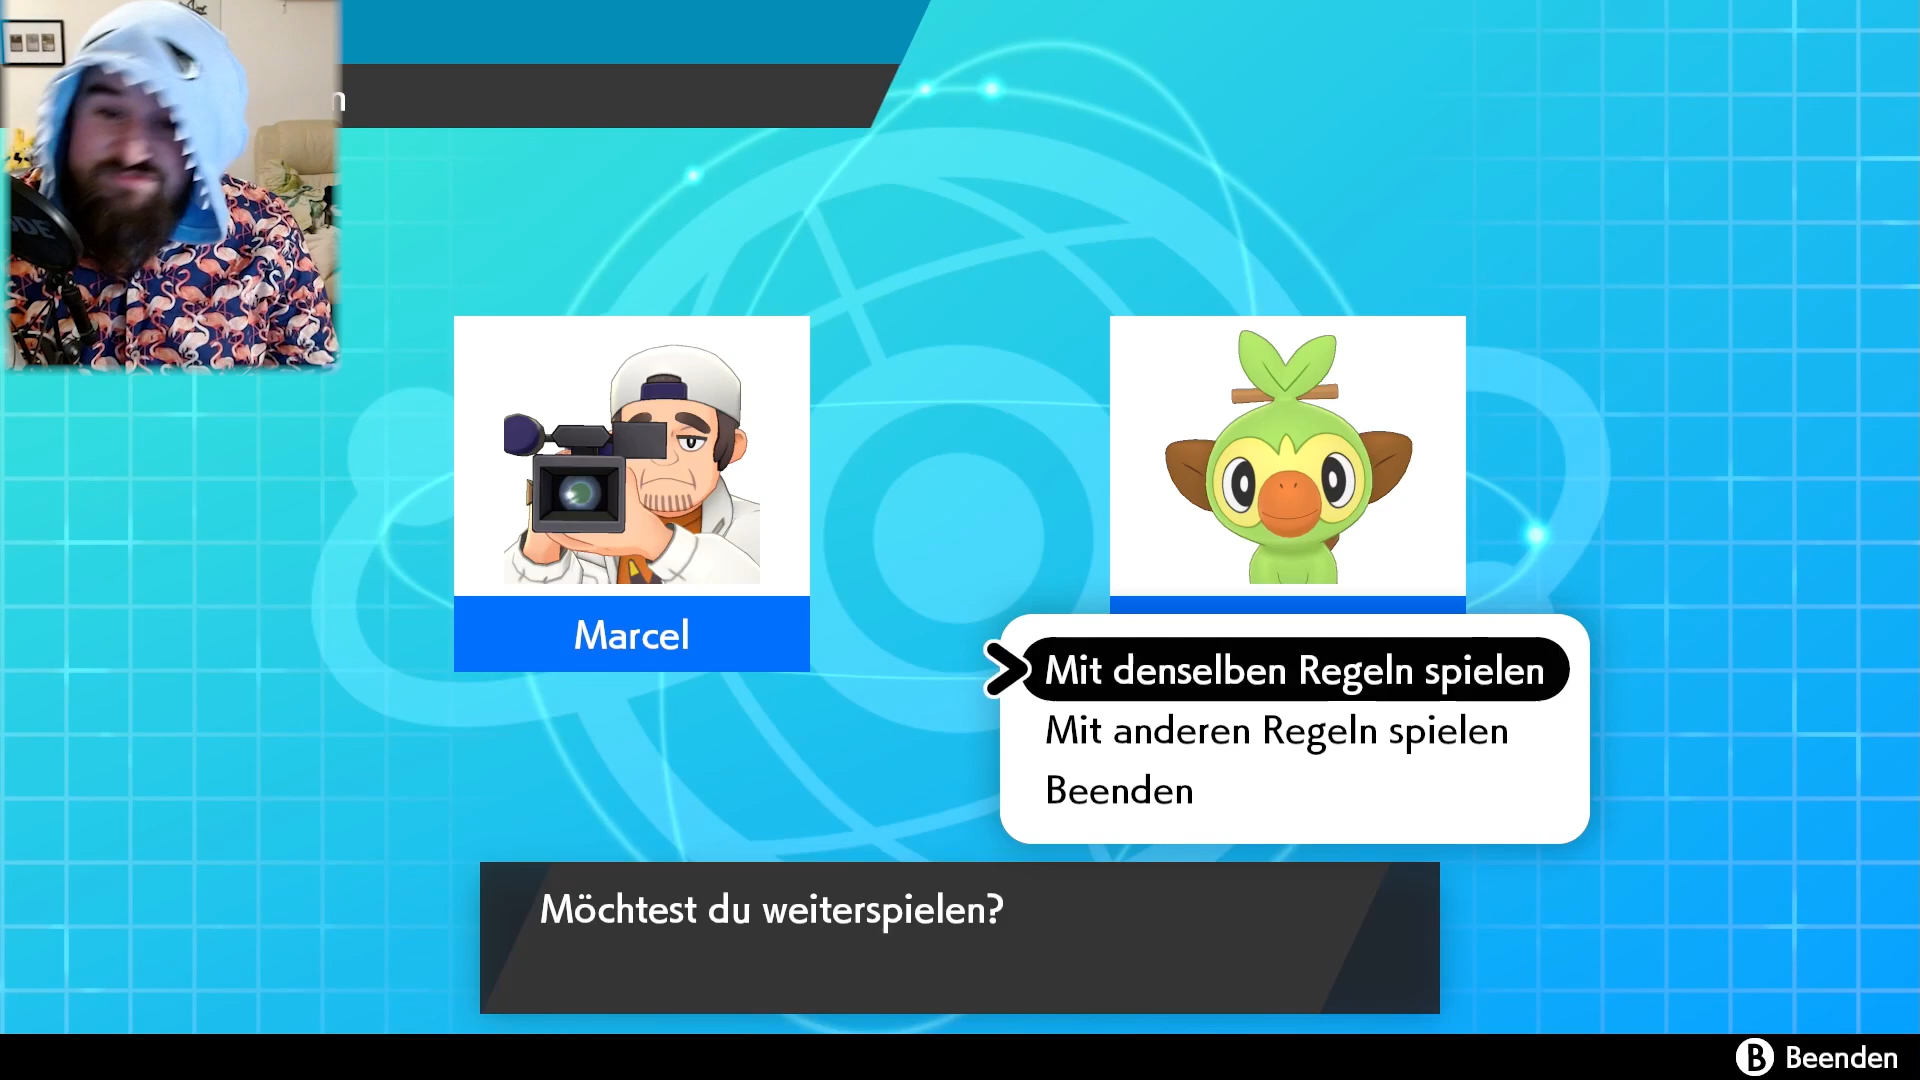 n
Marcel
Mit denselben Regeln spielen
Mit anderen Regeln spielen
Beenden
Möchtest du weiterspielen?
B Beenden